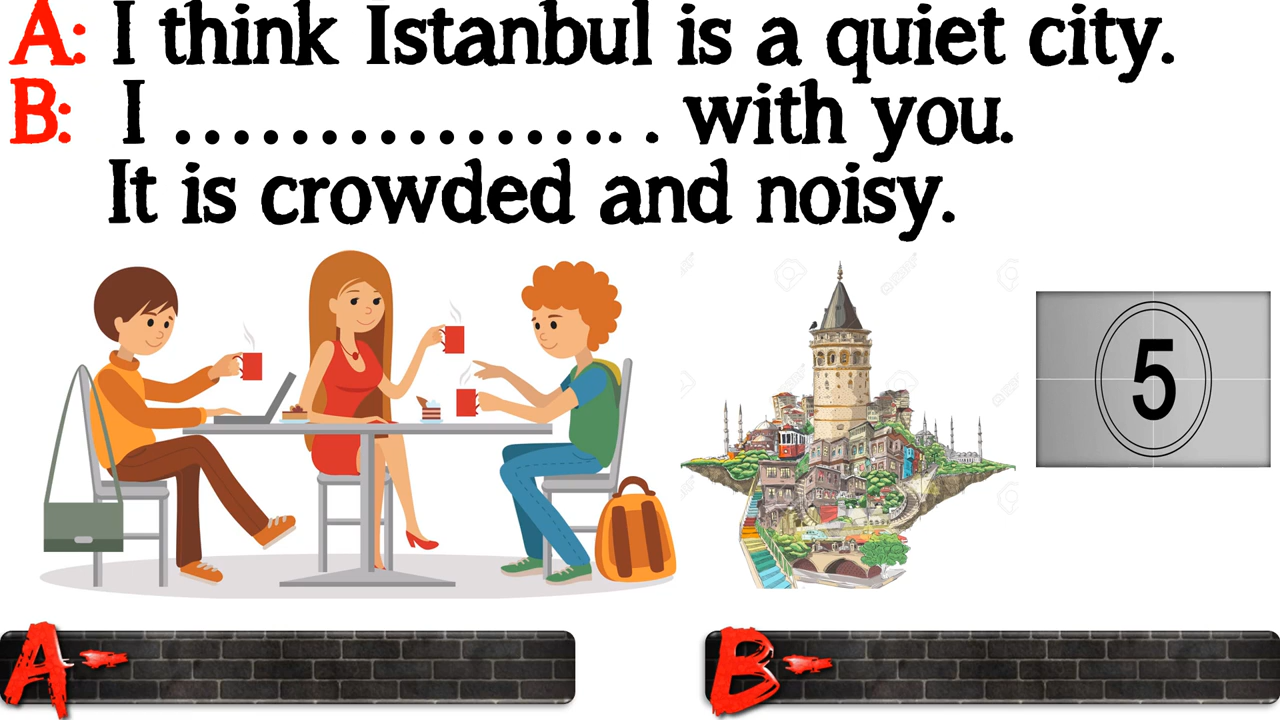 A: I think Istanbul is a quiet city.
B: I ………………….. . with you.
It is crowded and noisy.
5
A-
B-